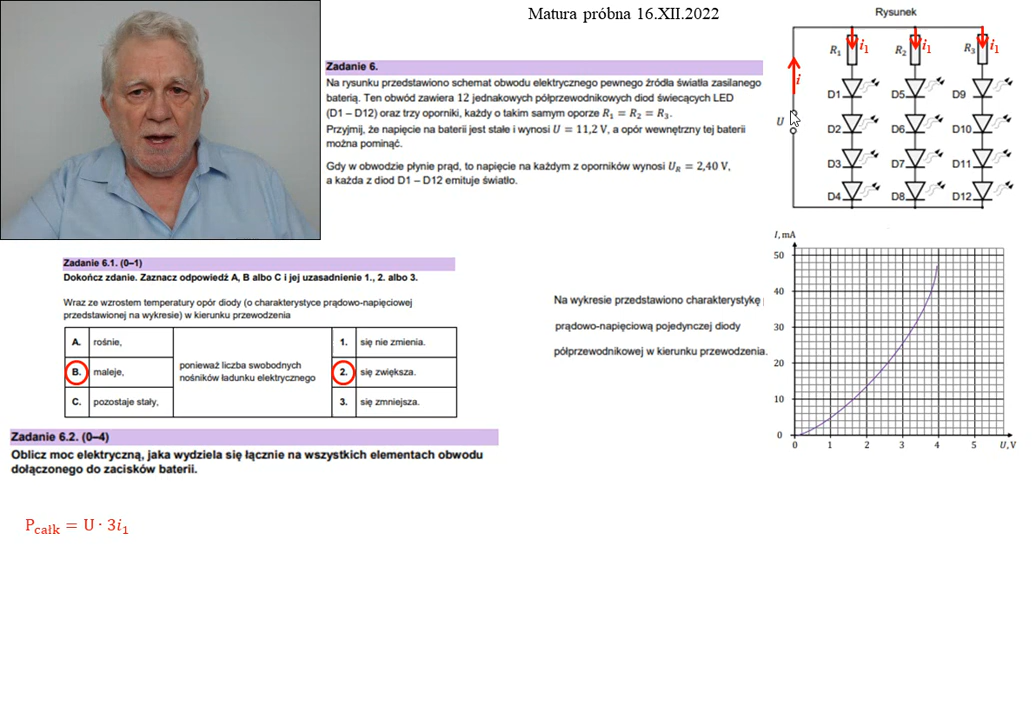 Matura próbna 16.XII.2022
Zadanie 6.
Na rysunku przedstawiono schemat obwodu elektrycznego pewnego źródła światła zasilanego
baterią. Ten obwód zawiera 12 jednakowych półprzewodnikowych diod świecących LED
(D1 – D12) oraz trzy oporniki, każdy o takim samym oporze R₁ = R₂ = R₃.
Przyjmij, że napięcie na baterii jest stałe i wynosi U = 11,2 V, a opór wewnętrzny tej baterii
można pominąć.
Gdy w obwodzie płynie prąd, to napięcie na każdym z oporników wynosi U_R = 2,40 V,
a każda z diod D1 – D12 emituje światło.
Rysunek
R₁ i₁ R₂ i₁ R₃ i₁
i
U
D1 D5 D9
D2 D6 D10
D3 D7 D11
D4 D8 D12
Zadanie 6.1. (0–1)
Dokończ zdanie. Zaznacz odpowiedź A, B albo C i jej uzasadnienie 1., 2. albo 3.
Wraz ze wzrostem temperatury opór diody (o charakterystyce prądowo-napięciowej
przedstawionej na wykresie) w kierunku przewodzenia
A. rośnie,
B. maleje,
C. pozostaje stały,
ponieważ liczba swobodnych
nośników ładunku elektrycznego
1. się nie zmienia.
2. się zwiększa.
3. się zmniejsza.
Na wykresie przedstawiono charakterystykę
prądowo-napięciową pojedynczej diody
półprzewodnikowej w kierunku przewodzenia.
I, mA
50
40
30
20
10
0
0 1 2 3 4 5 U, V
Zadanie 6.2. (0–4)
Oblicz moc elektryczną, jaka wydziela się łącznie na wszystkich elementach obwodu
dołączonego do zacisków baterii.
P_całk = U · 3i₁